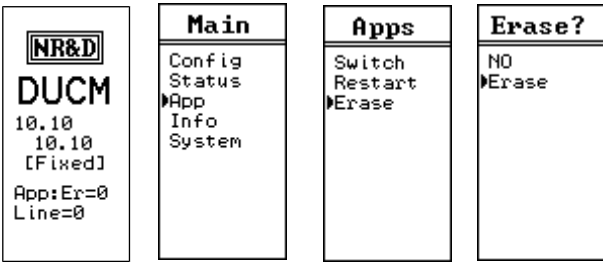 NR&D
DUCM
10.10
10.10
[Fixed]
App:Er=0
Line=0
Main
Config
Status
App
Info
System
Apps
Switch
Restart
Erase
Erase?
NO
Erase